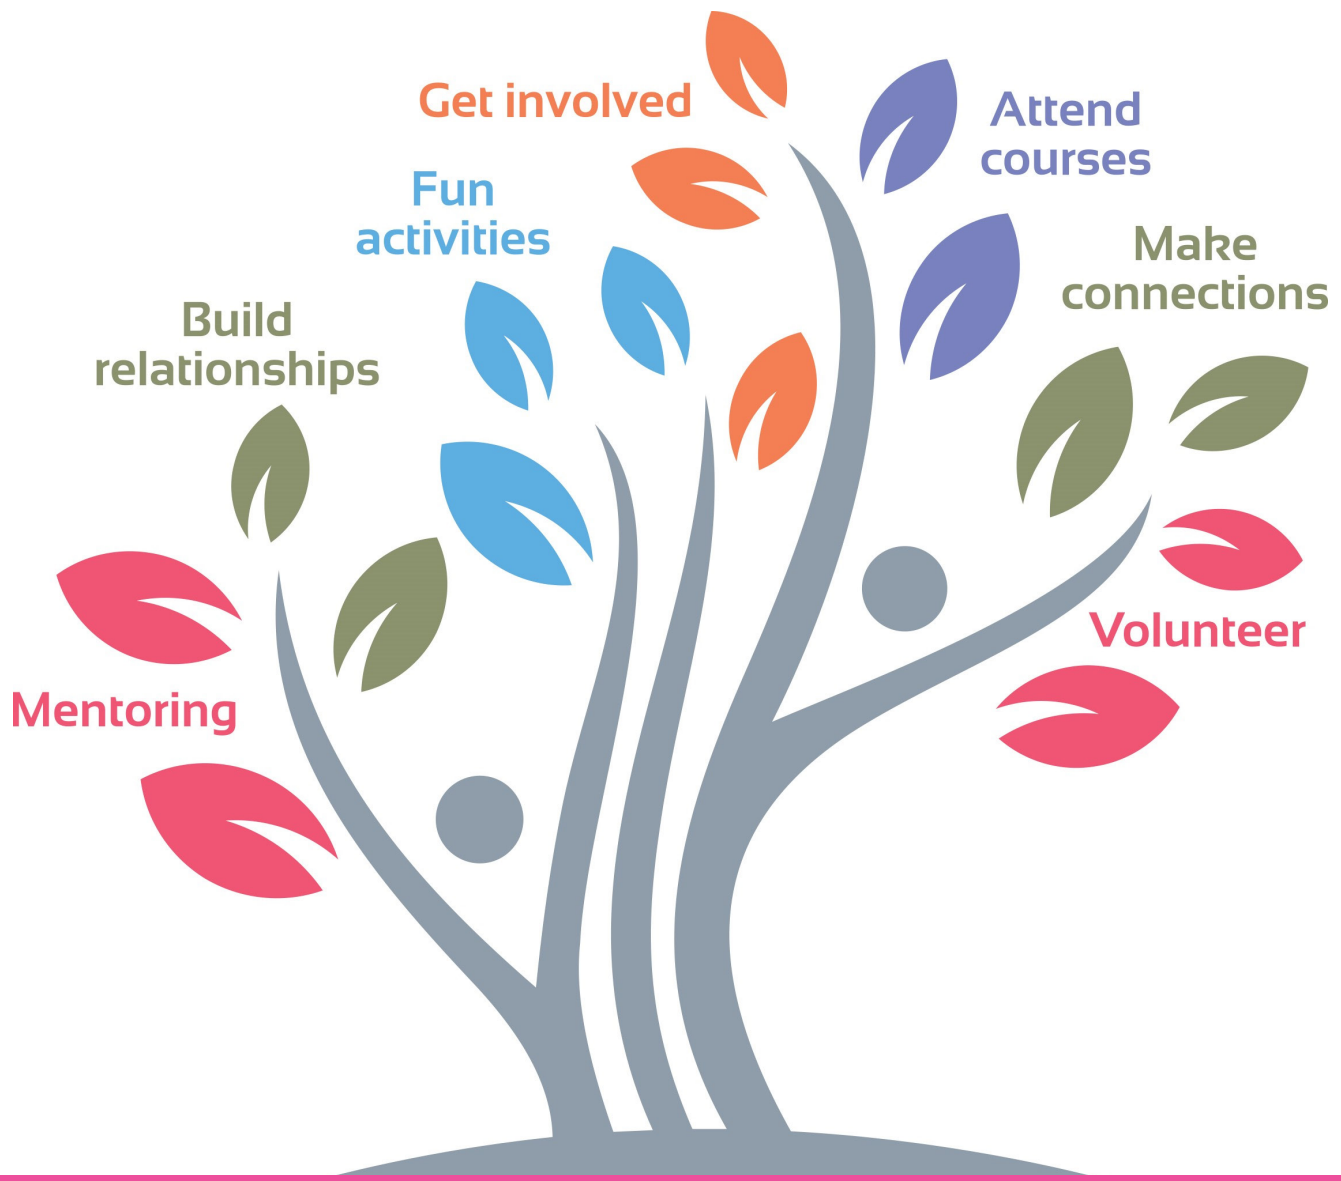 Get involved
Attend
courses
Fun
activities
Make
connections
Build
relationships
Volunteer
Mentoring